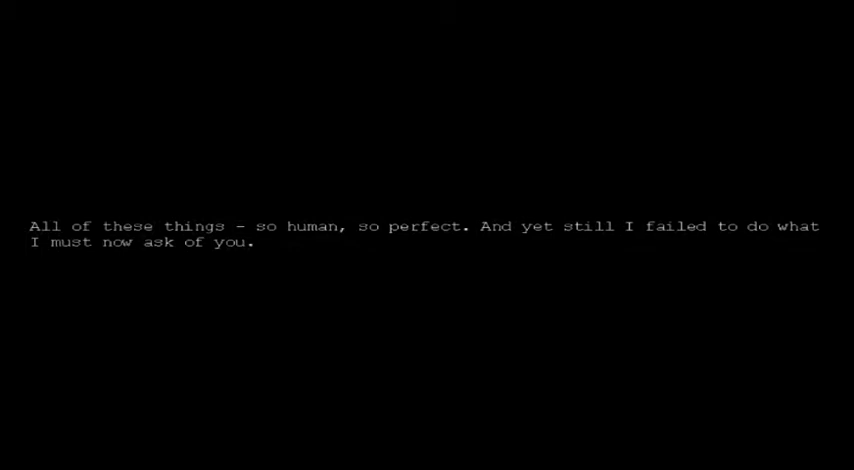 All of these things - so human, so perfect. And yet still I failed to do what
I must now ask of you.